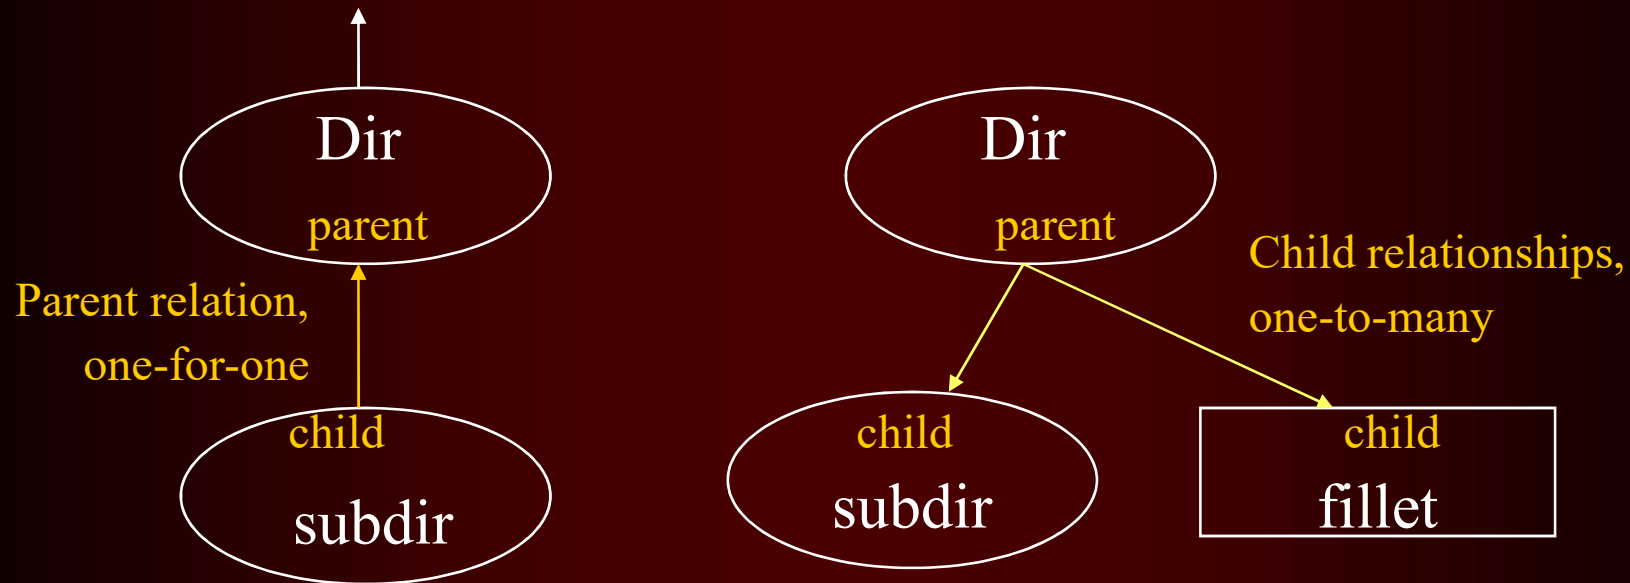 Dir
parent
Parent relation,
one-for-one
child
subdir
Dir
parent
Child relationships,
one-to-many
child
subdir
child
fillet